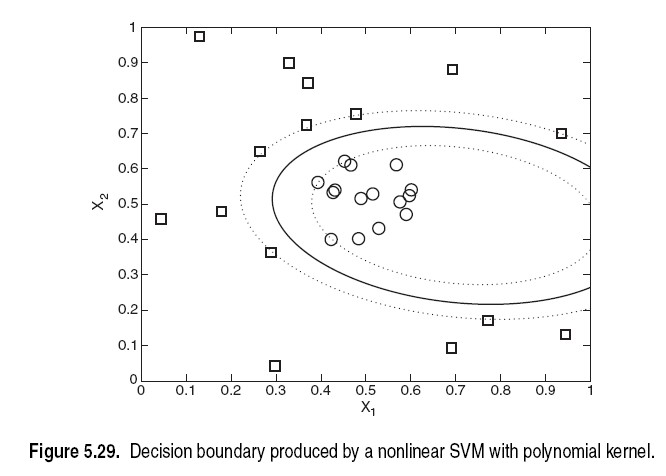 1
0.9
0.8
0.7
0.6
X2
0.5
0.4
0.3
0.2
0.1
0
0 0.1 0.2 0.3 0.4 0.5 0.6 0.7 0.8 0.9 1
X1
Figure 5.29. Decision boundary produced by a nonlinear SVM with polynomial kernel.